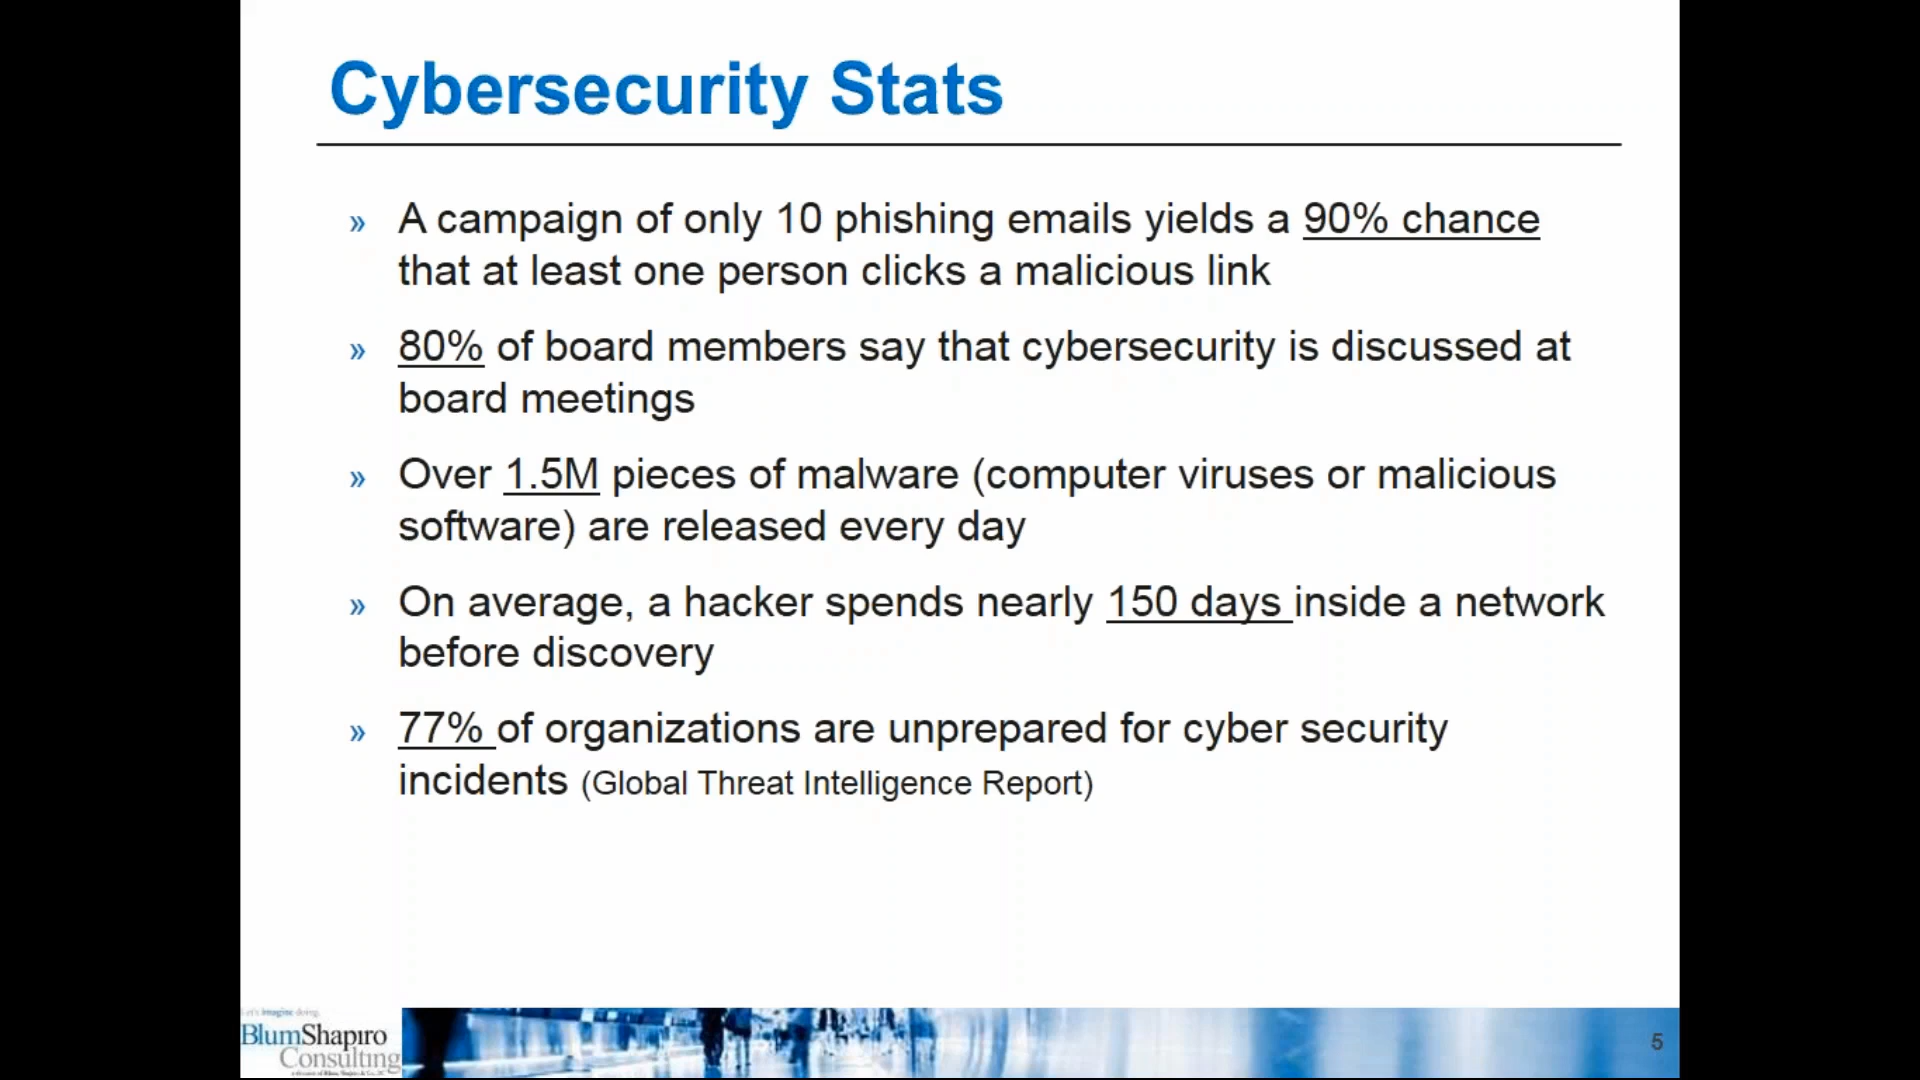 Cybersecurity Stats
» A campaign of only 10 phishing emails yields a 90% chance
that at least one person clicks a malicious link
» 80% of board members say that cybersecurity is discussed at
board meetings
» Over 1.5M pieces of malware (computer viruses or malicious
software) are released every day
» On average, a hacker spends nearly 150 days inside a network
before discovery
» 77% of organizations are unprepared for cyber security
incidents (Global Threat Intelligence Report)
Let's imagine doing.
BlumShapiro
Consulting
5